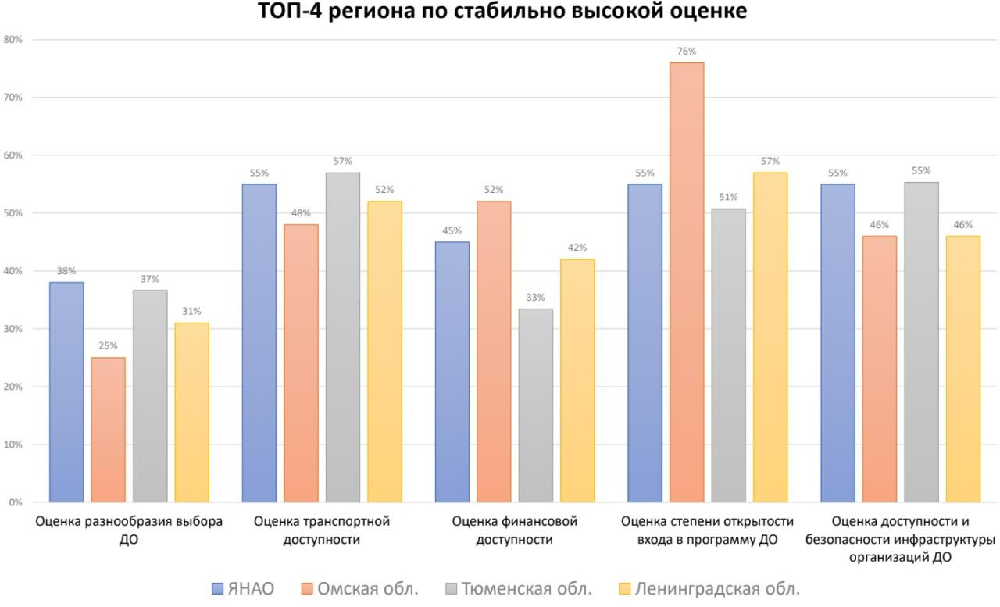 ТОП-4 региона по стабильно высокой оценке
80%
70%
60%
50%
40%
30%
20%
10%
0%
38%
25%
37%
31%
55%
48%
57%
52%
45%
52%
33%
42%
55%
76%
51%
57%
55%
46%
55%
46%
Оценка разнообразия выбора
ДО
Оценка транспортной
доступности
Оценка финансовой
доступности
Оценка степени открытости
входа в программу ДО
Оценка доступности и
безопасности инфраструктуры
организаций ДО
ЯНАО
Омская обл.
Тюменская обл.
Ленинградская обл.